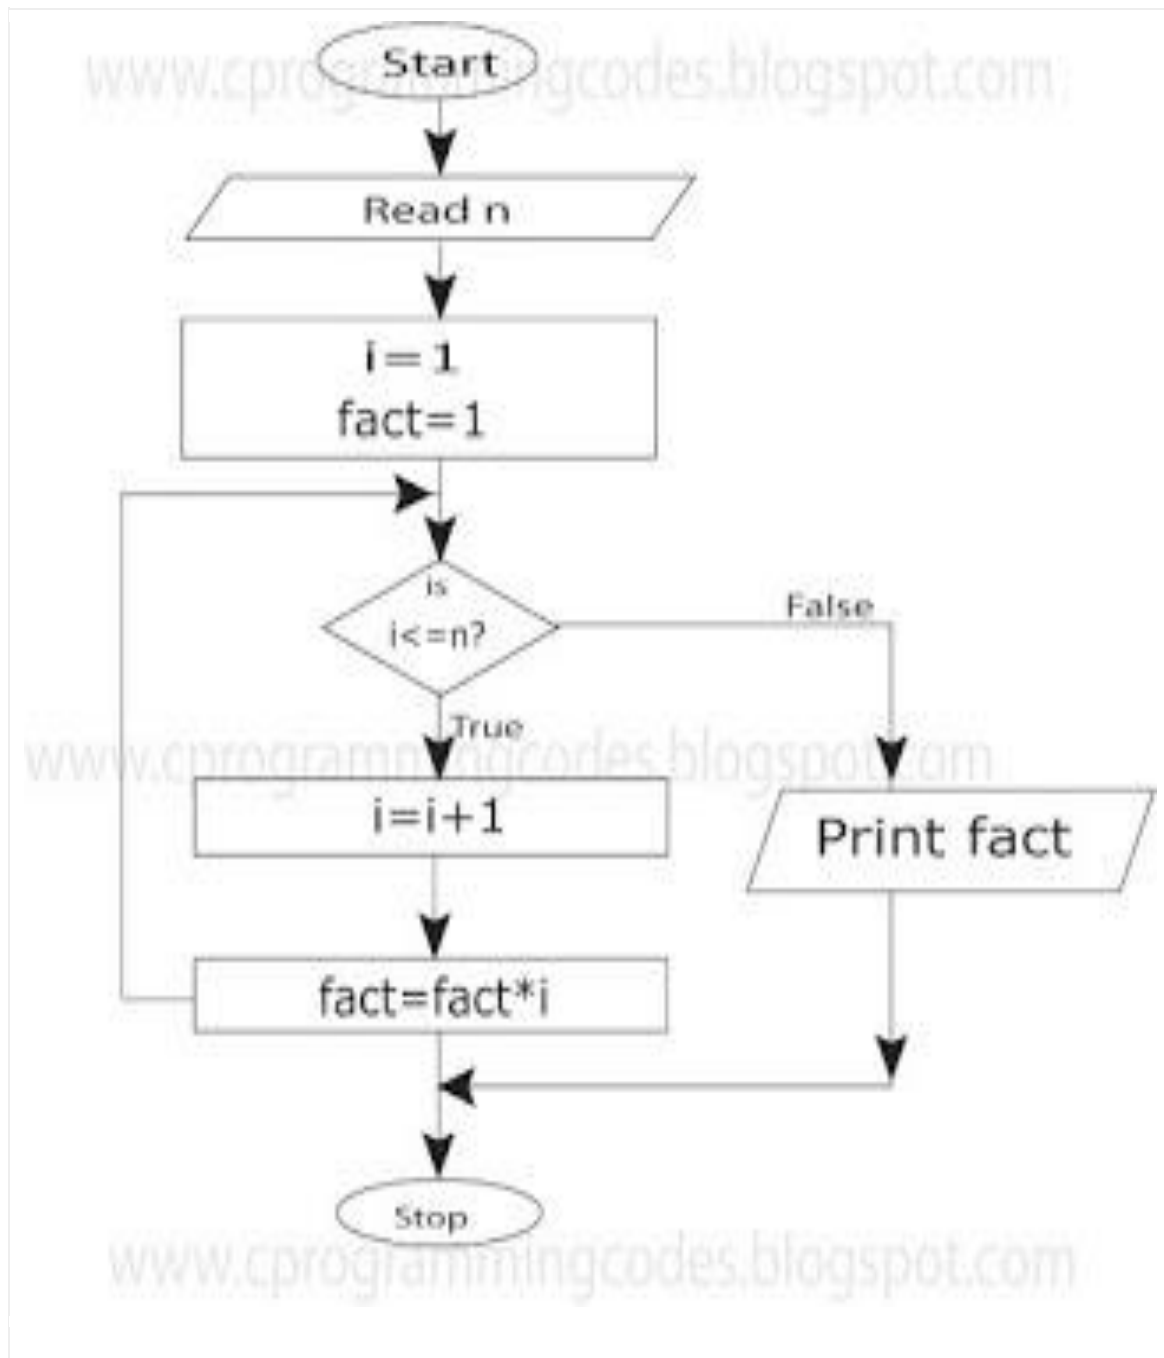 www.cprogrammingcodes.blogspot.com
Start
Read n
i=1
fact=1
is
i<=n?
False
True
www.cprogrammingcodes.blogspot.com
i=i+1
Print fact
fact=fact*i
Stop
www.cprogrammingcodes.blogspot.com